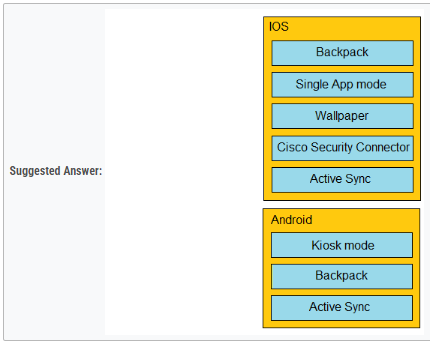 Suggested Answer:
IOS
Backpack
Single App mode
Wallpaper
Cisco Security Connector
Active Sync
Android
Kiosk mode
Backpack
Active Sync